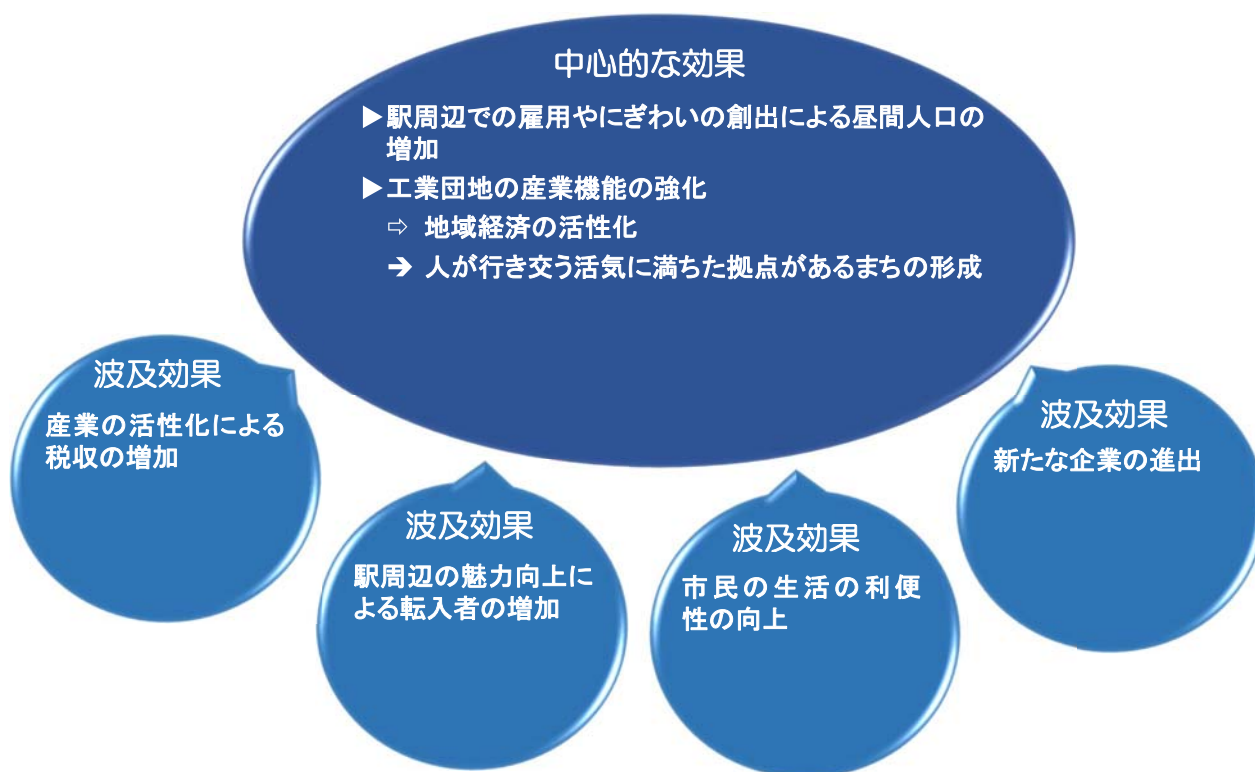 中心的な効果
▶駅周辺での雇用やにぎわいの創出による昼間人口の
増加
▶工業団地の産業機能の強化
⇨ 地域経済の活性化
➔ 人が行き交う活気に満ちた拠点があるまちの形成
波及効果
産業の活性化による
税収の増加
波及効果
駅周辺の魅力向上に
よる転入者の増加
波及効果
市民の生活の利便
性の向上
波及効果
新たな企業の進出